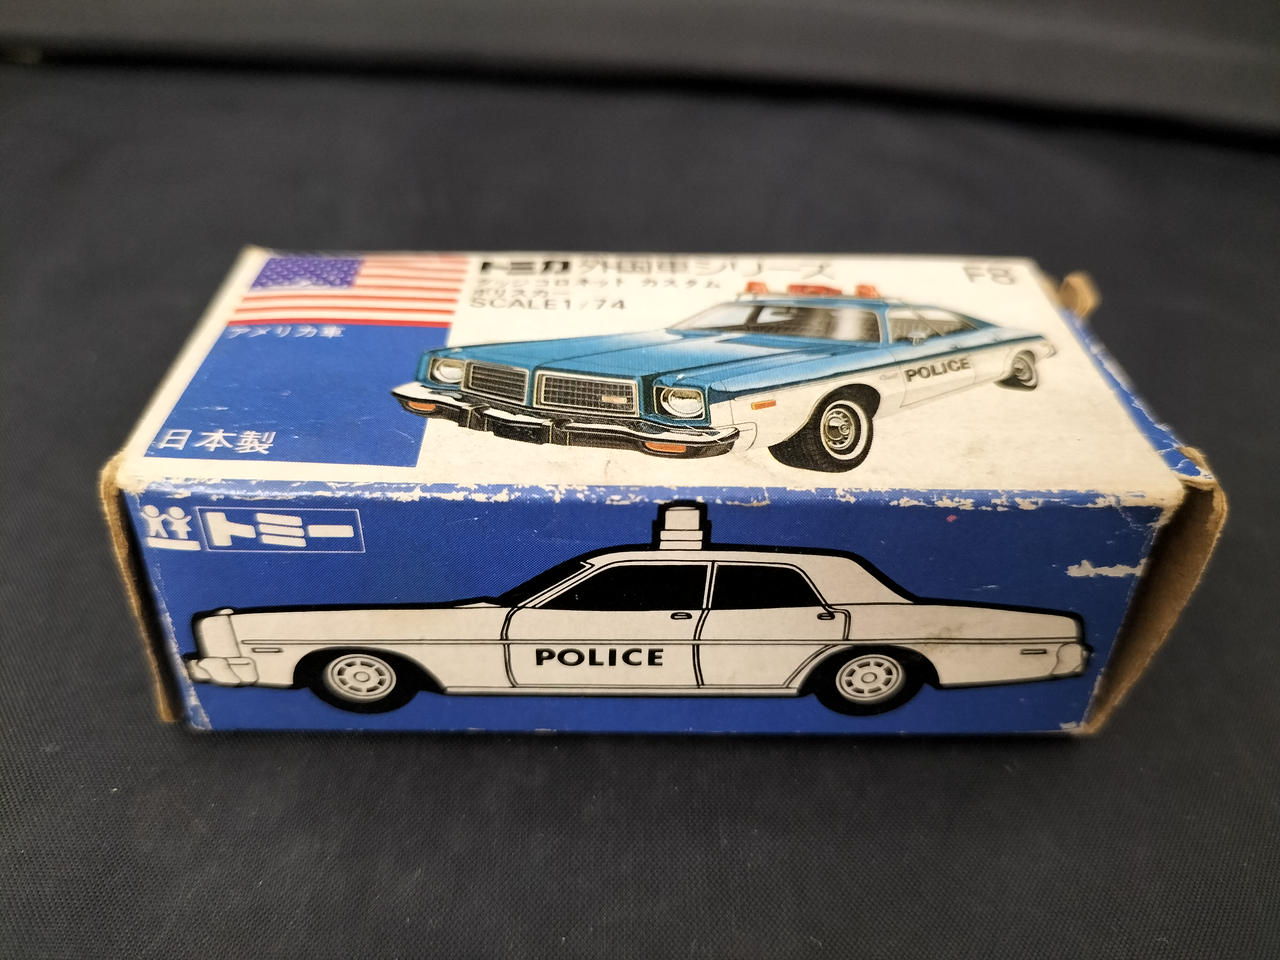 トミカ 外国車シリーズ F8
ダッジコロネット カスタム
ポリスカー
SCALE 1/74
アメリカ車
日本製
POLICE
トミー
POLICE